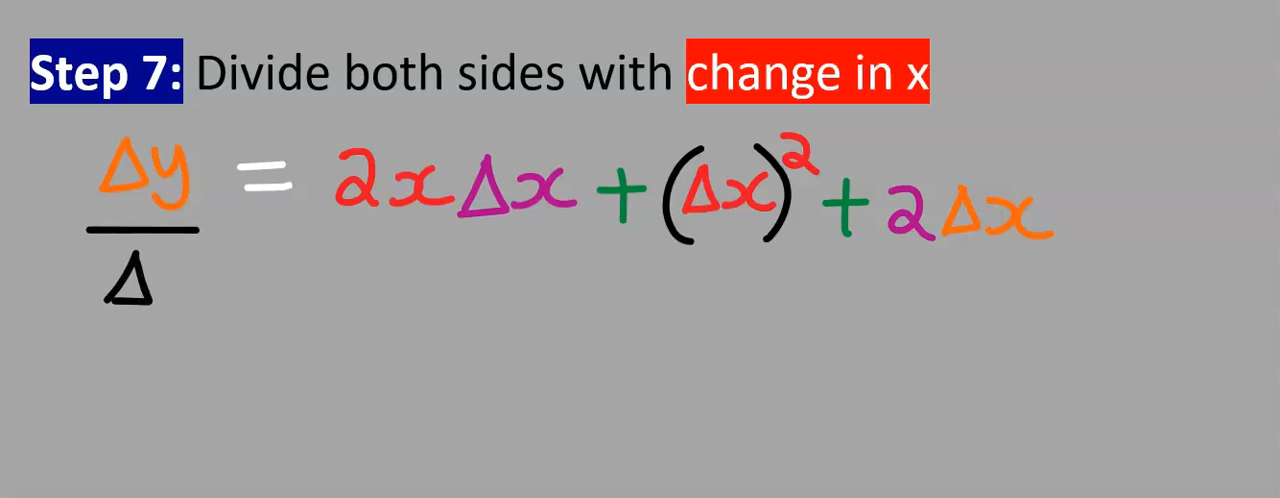 Step 7: Divide both sides with change in x
Δy = 2xΔx + (Δx)² + 2Δx
Δ